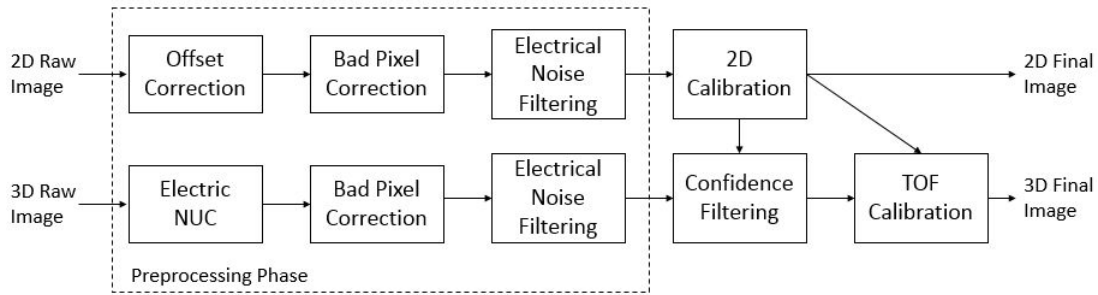 2D Raw
Image
Offset
Correction
Bad Pixel
Correction
Electrical
Noise
Filtering
2D
Calibration
2D Final
Image
3D Raw
Image
Electric
NUC
Bad Pixel
Correction
Electrical
Noise
Filtering
Confidence
Filtering
TOF
Calibration
3D Final
Image
Preprocessing Phase